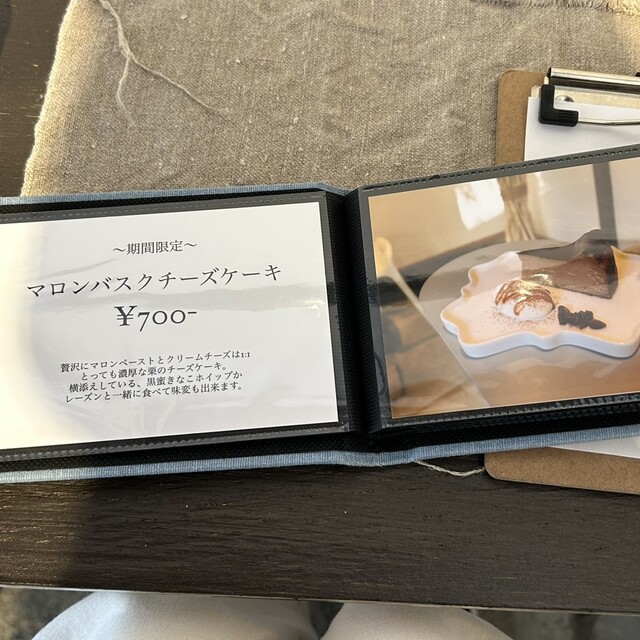 ～期間限定～
マロンバスクチーズケーキ
¥700-
贅沢にマロンペーストとクリームチーズは1:1
とっても濃厚な栗のチーズケーキ。
横添えしている、黒蜜きなこホイップか
レーズンと一緒に食べて味変も出来ます。